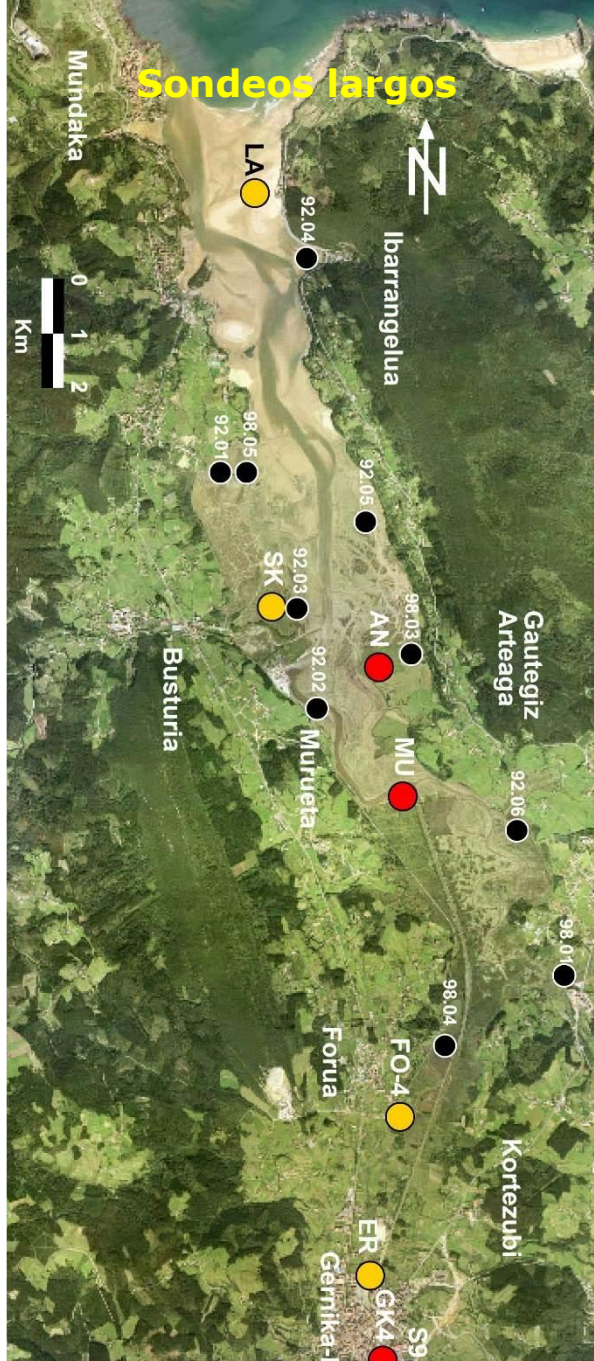 Sondeos largos
Mundaka
LA
N
92.04
Ibarrangelua
0 1 2
Km
92.01
98.05
92.05
SK
92.03
98.03
AN
Gautegiz
Arteaga
Busturia
92.02
Murueta
MU
92.06
98.01
98.04
Forua
FO-4
Kortezubi
ER
GK4
S9
Gernika-